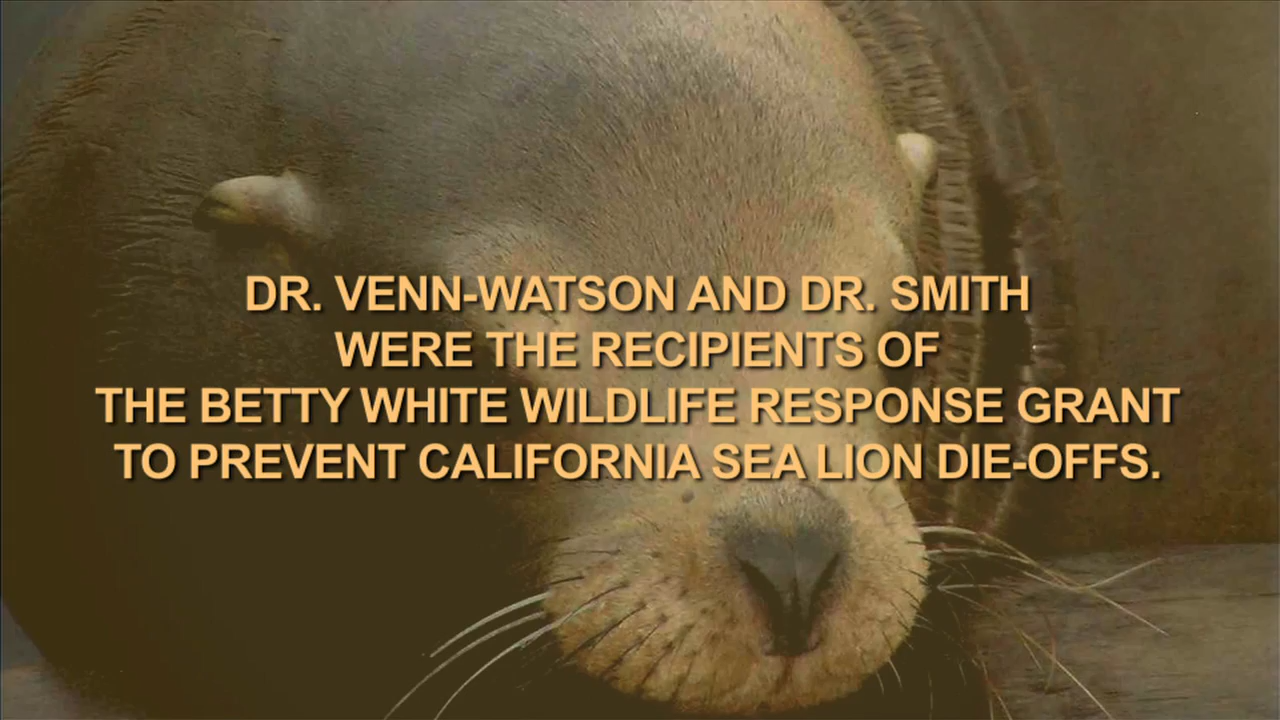 DR. VENN-WATSON AND DR. SMITH
WERE THE RECIPIENTS OF
THE BETTY WHITE WILDLIFE RESPONSE GRANT
TO PREVENT CALIFORNIA SEA LION DIE-OFFS.